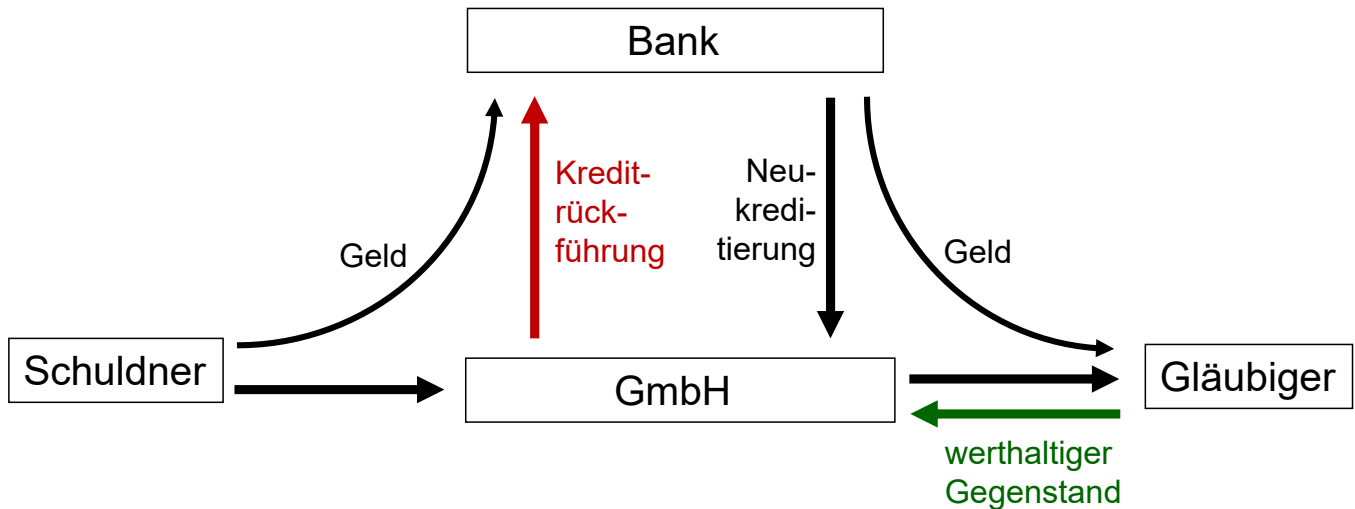 Bank
Kredit-
rück-
führung
Neu-
kredi-
tierung
Geld
Geld
Schuldner
GmbH
Gläubiger
werthaltiger
Gegenstand